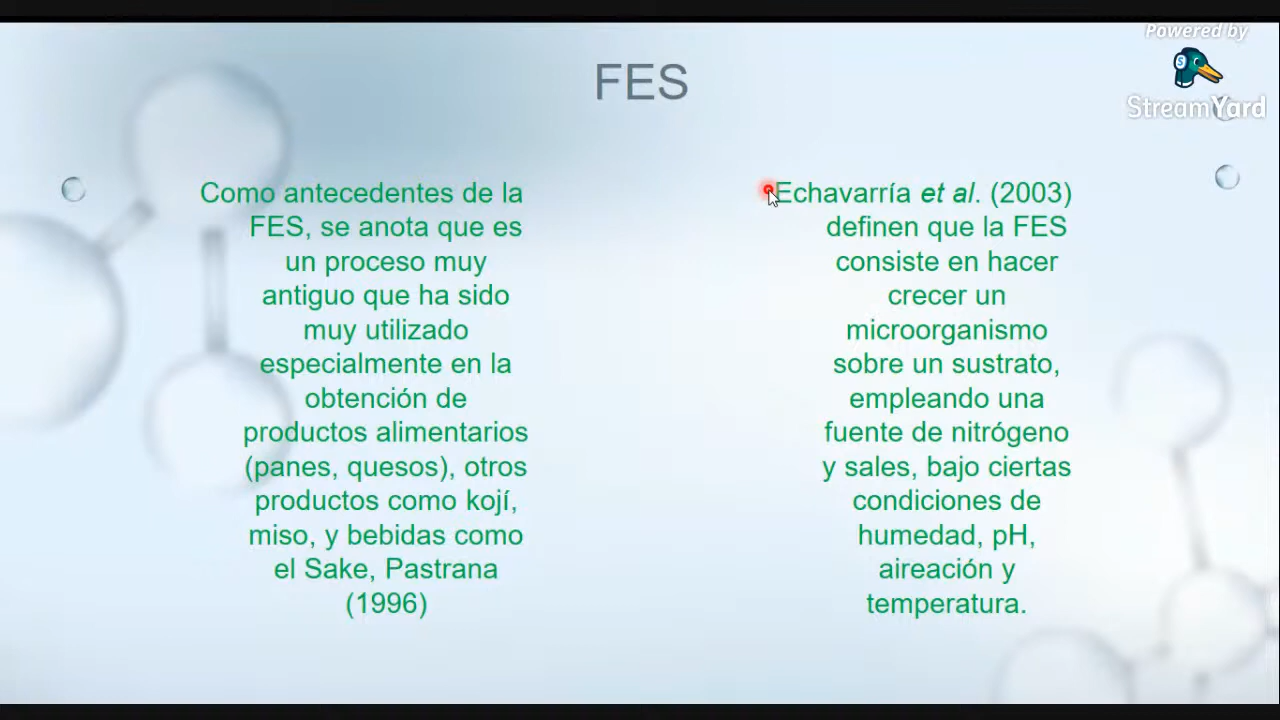 Powered by
StreamYard
FES
Como antecedentes de la
FES, se anota que es
un proceso muy
antiguo que ha sido
muy utilizado
especialmente en la
obtención de
productos alimentarios
(panes, quesos), otros
productos como kojí,
miso, y bebidas como
el Sake, Pastrana
(1996)
Echavarría et al. (2003)
definen que la FES
consiste en hacer
crecer un
microorganismo
sobre un sustrato,
empleando una
fuente de nitrógeno
y sales, bajo ciertas
condiciones de
humedad, pH,
aireación y
temperatura.